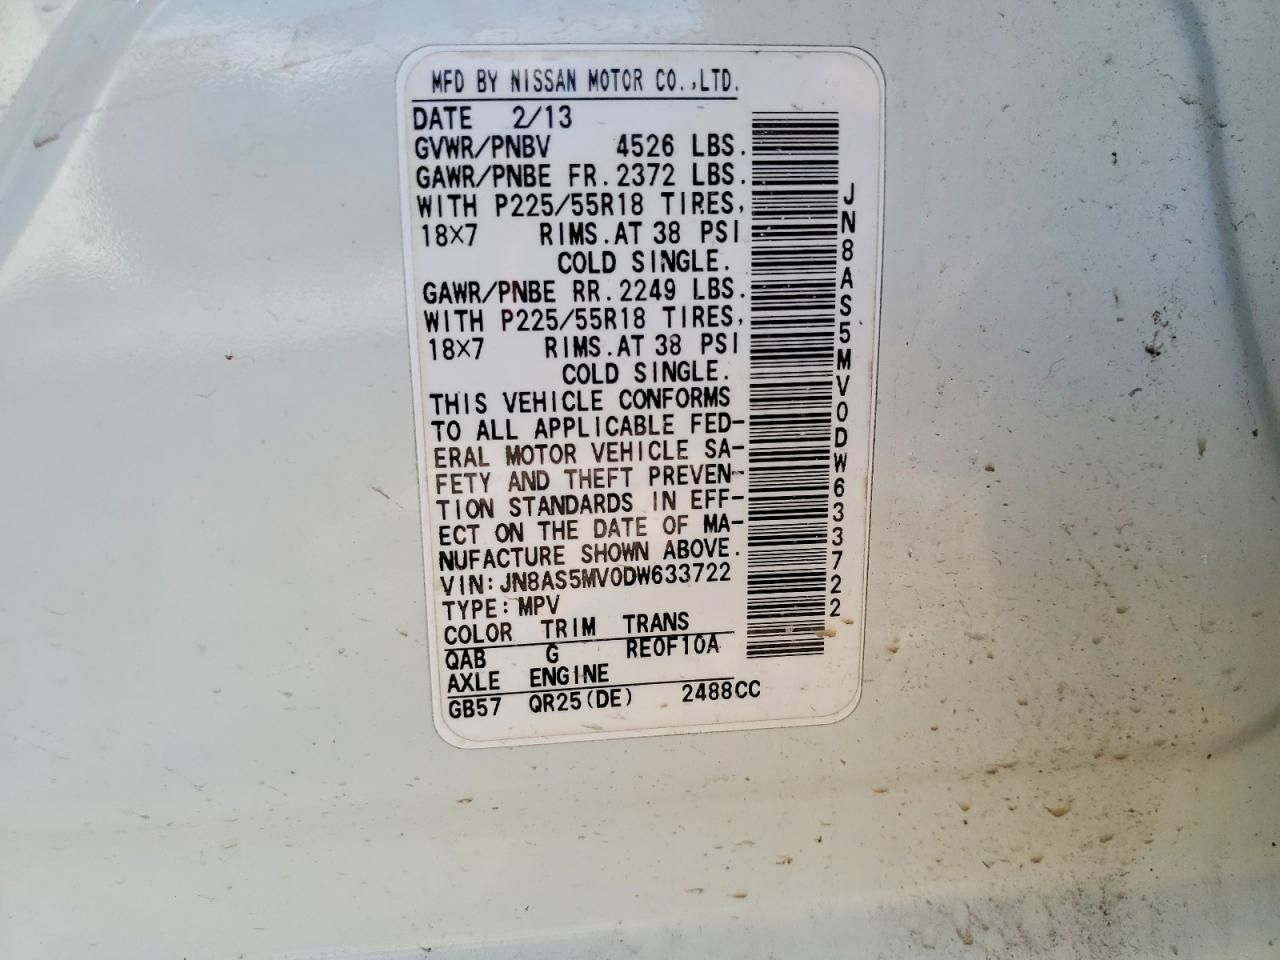 MFD BY NISSAN MOTOR CO.,LTD.
DATE 2/13
GVWR/PNBV 4526 LBS.
GAWR/PNBE FR.2372 LBS.
WITH P225/55R18 TIRES,
18X7 RIMS.AT 38 PSI
COLD SINGLE.
GAWR/PNBE RR.2249 LBS.
WITH P225/55R18 TIRES,
18X7 RIMS.AT 38 PSI
COLD SINGLE.
THIS VEHICLE CONFORMS
TO ALL APPLICABLE FED-
ERAL MOTOR VEHICLE SA-
FETY AND THEFT PREVEN-
TION STANDARDS IN EFF-
ECT ON THE DATE OF MA-
NUFACTURE SHOWN ABOVE.
VIN:JN8AS5MV0DW633722
TYPE:MPV
COLOR TRIM TRANS
QAB G RE0F10A
AXLE ENGINE
GB57 QR25(DE) 2488CC
JN8AS5MV0DW633722